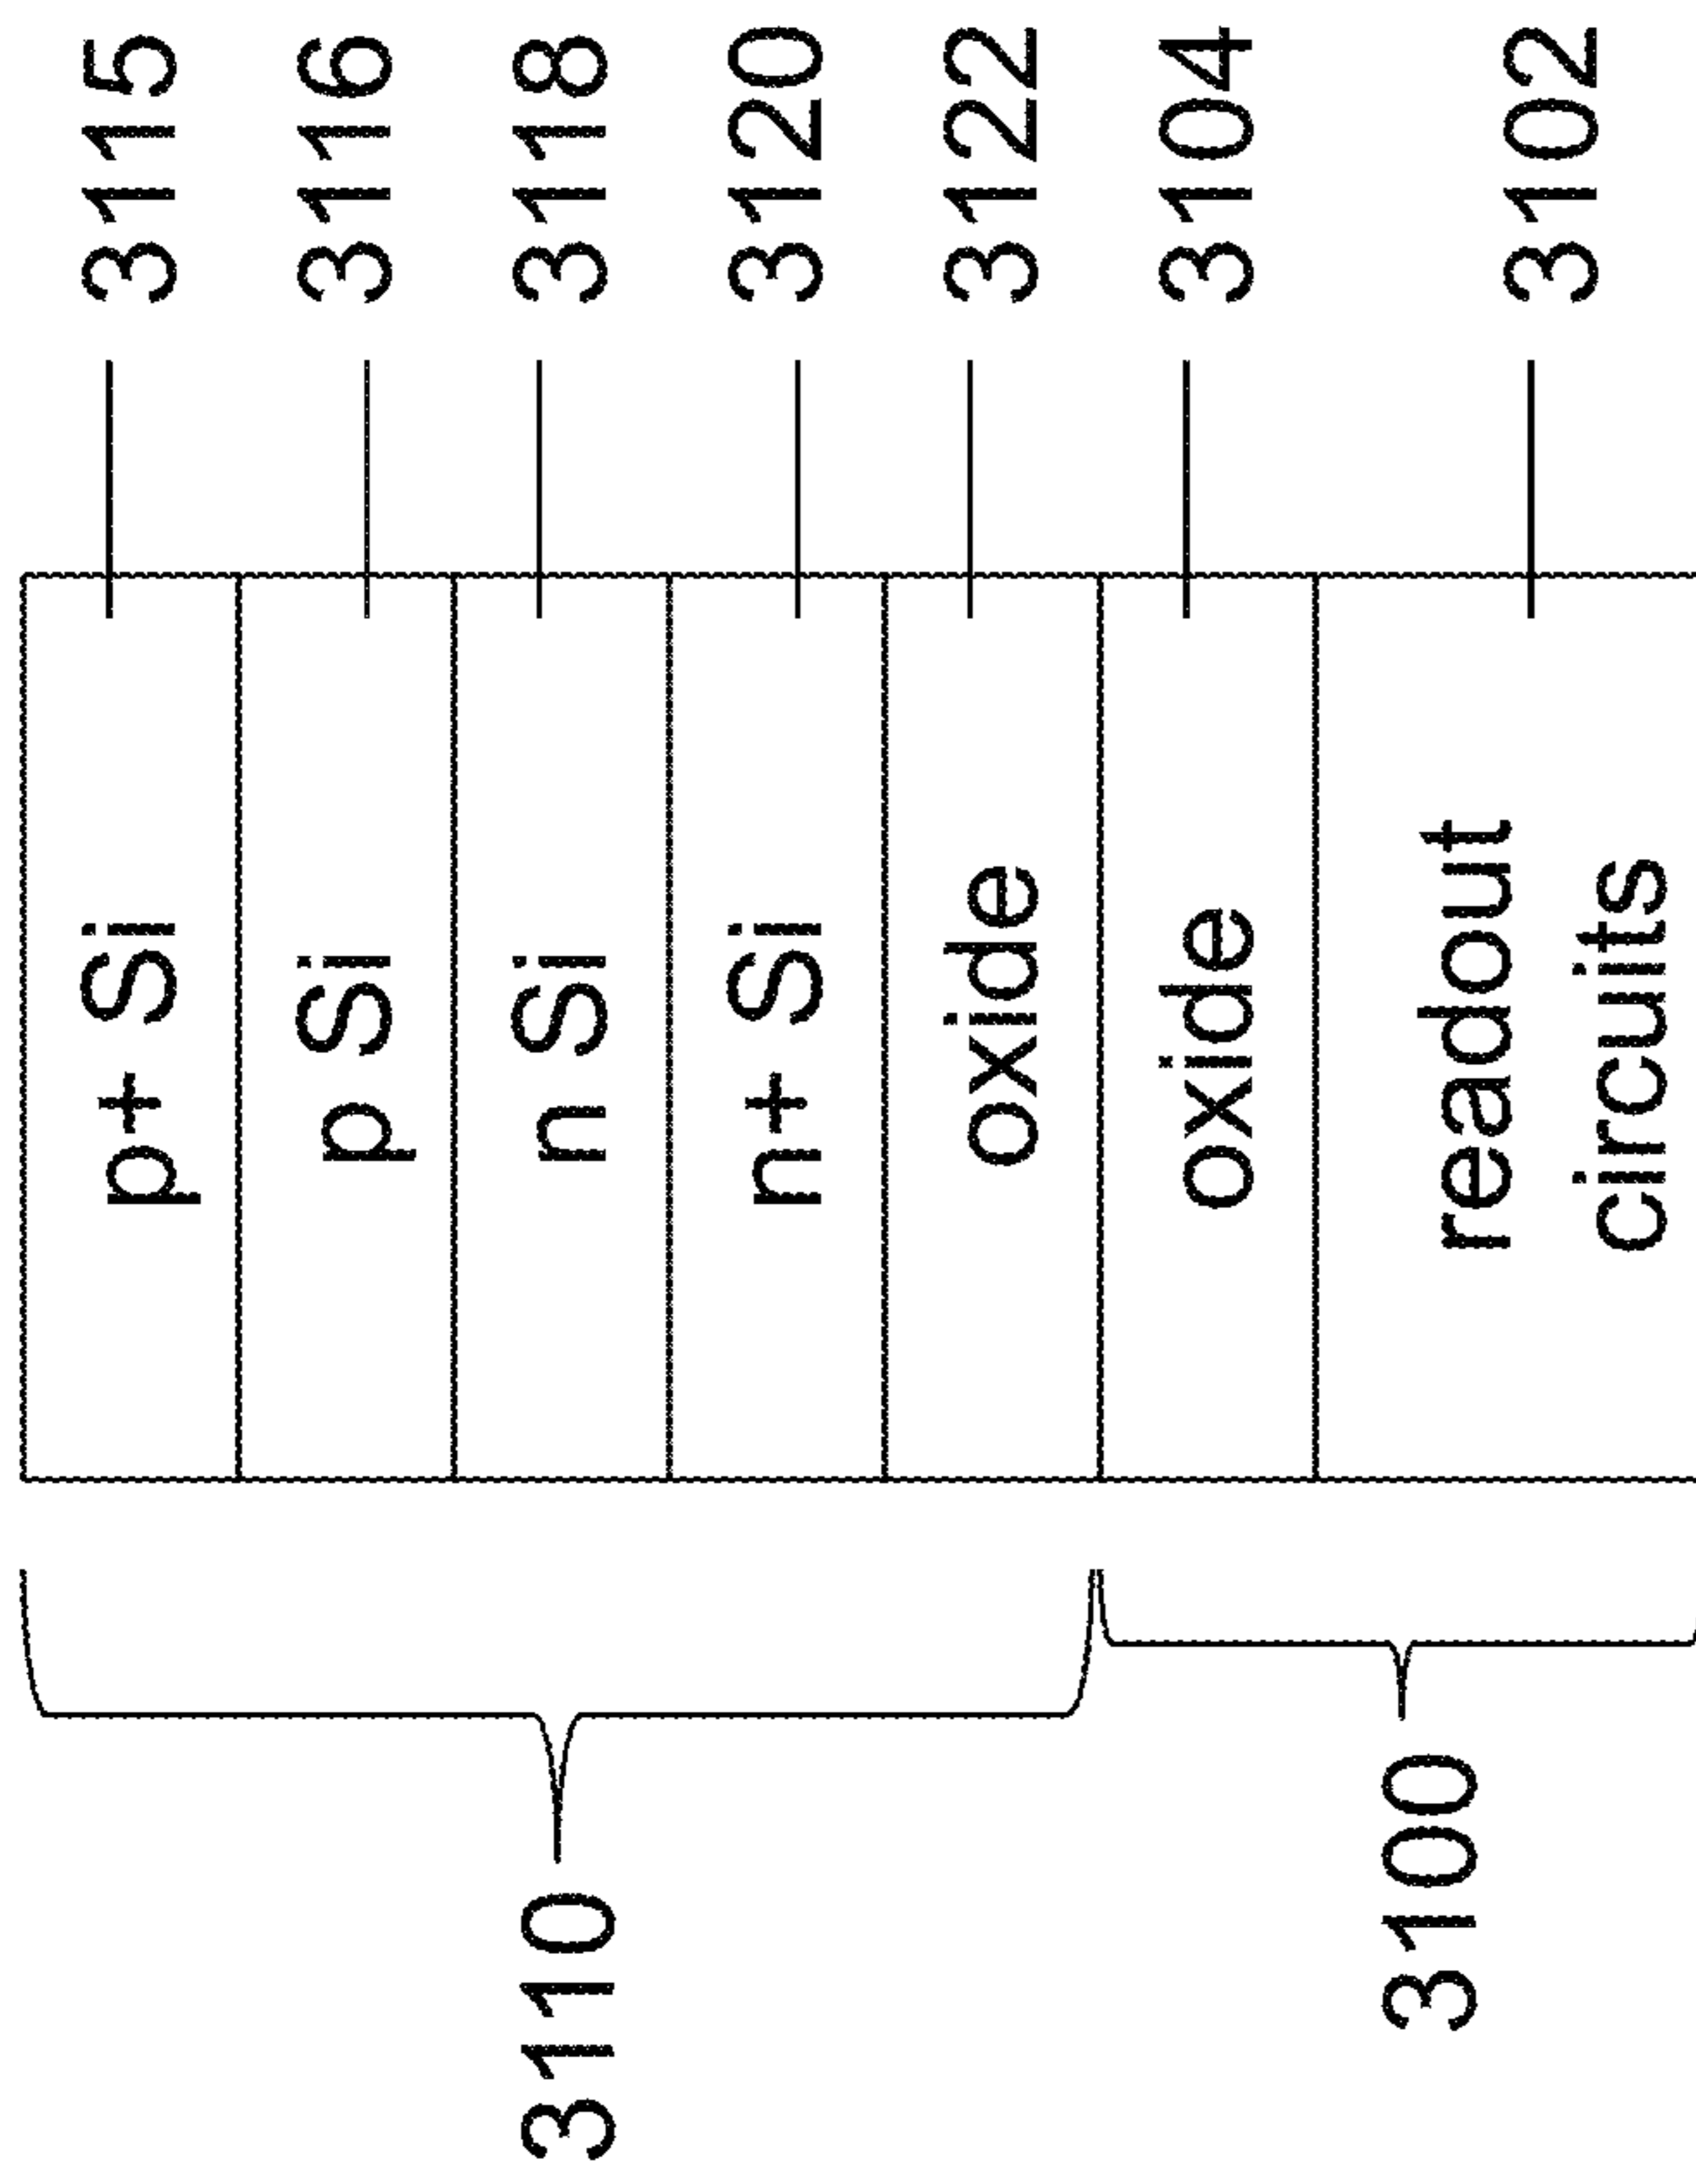 p+ Si
3115
p Si
3116
3110
n Si
3118
n+ Si
3120
oxide
3122
oxide
3104
3100
readout
circuits
3102